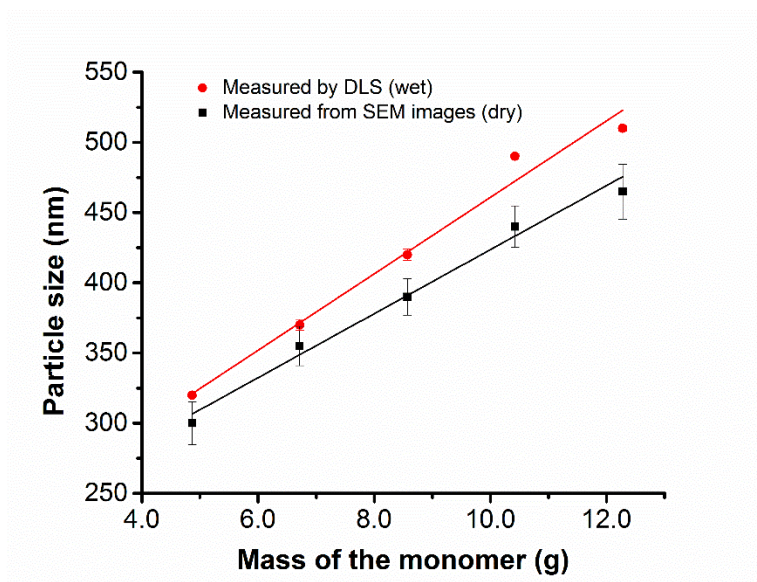 550
500
450
400
350
300
250
Particle size (nm)
Measured by DLS (wet)
Measured from SEM images (dry)
4.0 6.0 8.0 10.0 12.0
Mass of the monomer (g)